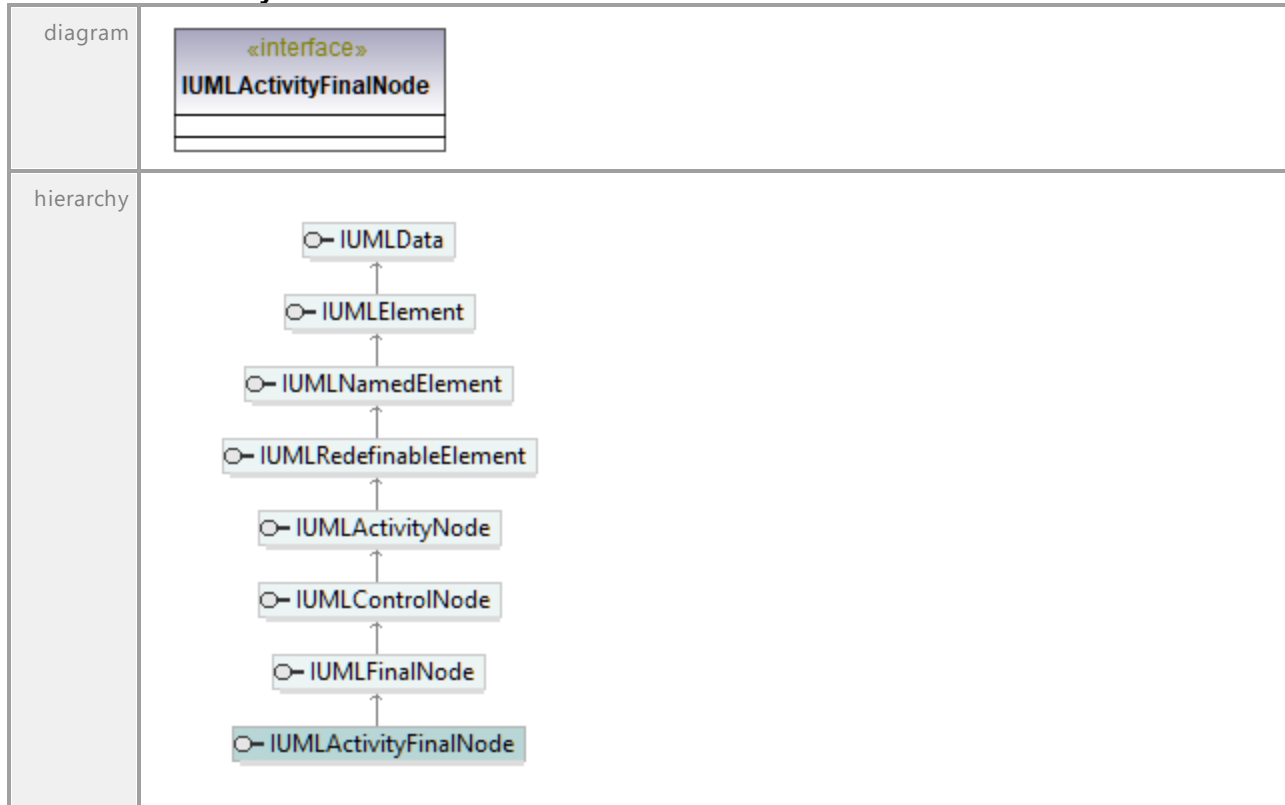 diagram
«interface»
IUMLActivityFinalNode
hierarchy
IUMLData
IUMLElement
IUMLNamedElement
IUMLRedefinableElement
IUMLActivityNode
IUMLControlNode
IUMLFinalNode
IUMLActivityFinalNode